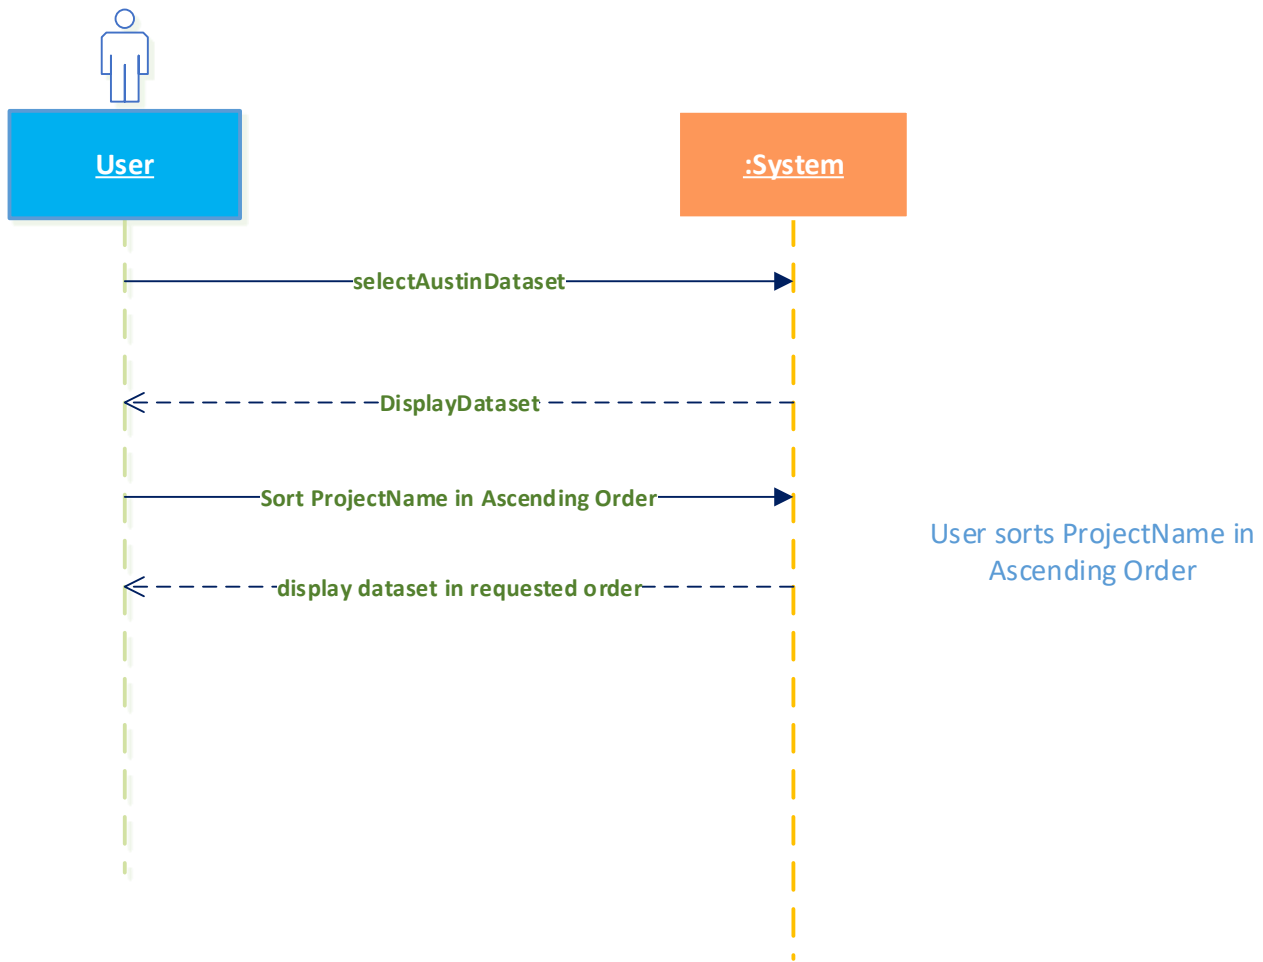 User
:System
selectAustinDataset
DisplayDataset
Sort ProjectName in Ascending Order
User sorts ProjectName in
Ascending Order
display dataset in requested order